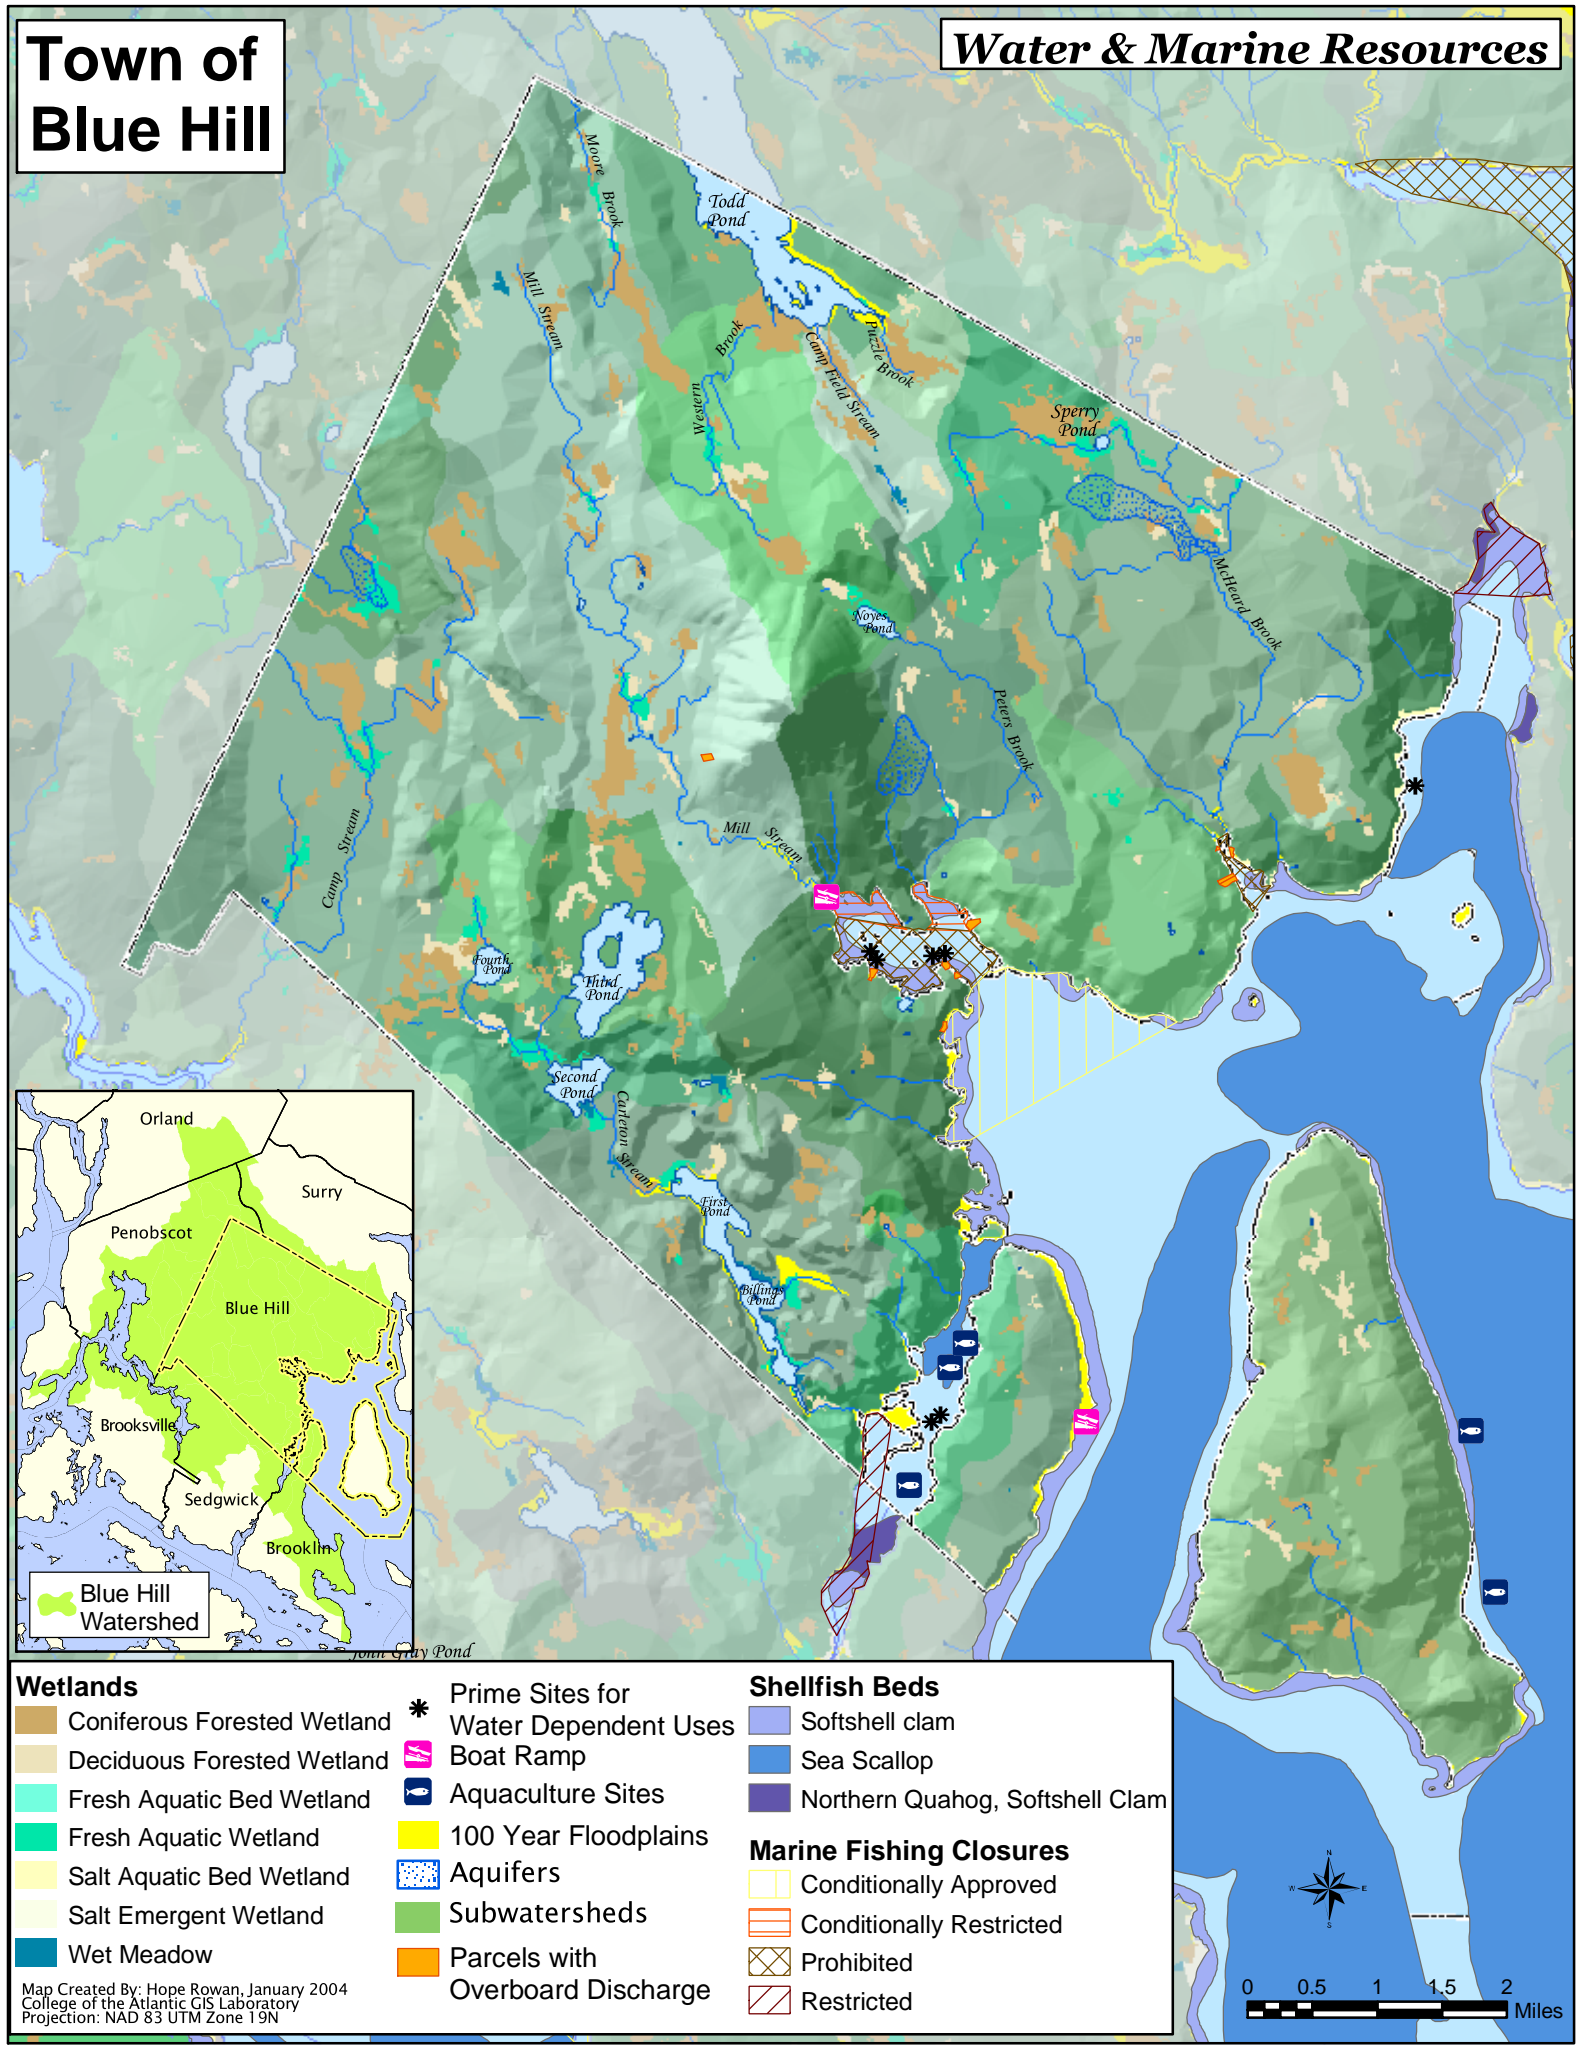 Town of
Blue Hill
Water & Marine Resources
Moore
Brook
Todd
Pond
Mill Stream
Western
Brook
Camp Field Stream
Puzzle Brook
Sperry
Pond
McHeard Brook
Noyes
Pond
Peters Brook
Camp Stream
Mill Stream
Fourth
Pond
Third
Pond
Second
Pond
Carleton
Stream
First
Pond
Billings
Pond
John Gray Pond
Orland
Surry
Penobscot
Blue Hill
Brooksville
Sedgwick
Brooklin
Blue Hill
Watershed
Wetlands
Coniferous Forested Wetland
Deciduous Forested Wetland
Fresh Aquatic Bed Wetland
Fresh Aquatic Wetland
Salt Aquatic Bed Wetland
Salt Emergent Wetland
Wet Meadow
Map Created By: Hope Rowan, January 2004
College of the Atlantic GIS Laboratory
Projection: NAD 83 UTM Zone 19N
Prime Sites for
Water Dependent Uses
Boat Ramp
Aquaculture Sites
100 Year Floodplains
Aquifers
Subwatersheds
Parcels with
Overboard Discharge
Shellfish Beds
Softshell clam
Sea Scallop
Northern Quahog, Softshell Clam
Marine Fishing Closures
Conditionally Approved
Conditionally Restricted
Prohibited
Restricted
N
W E
S
0 0.5 1 1.5 2
Miles